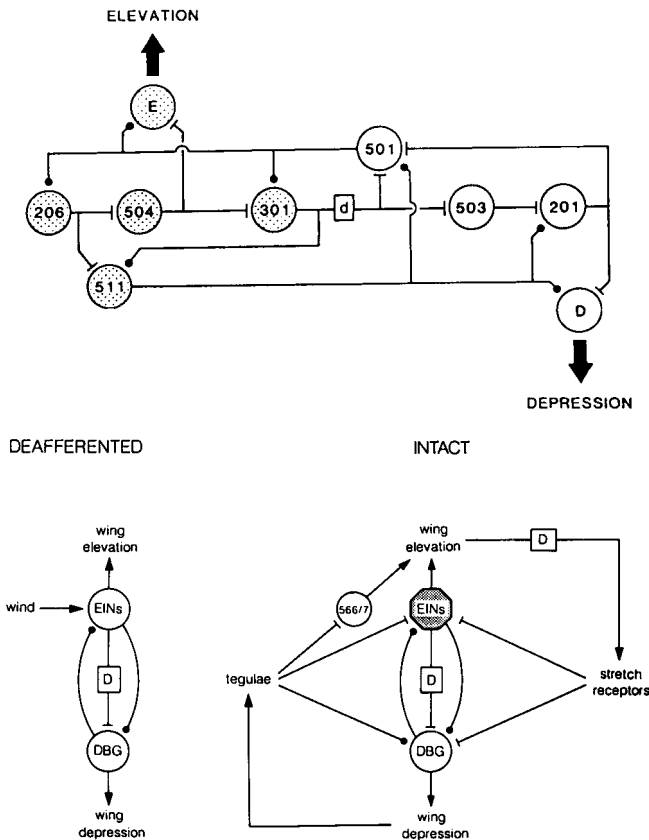 ELEVATION
E
501
206
504
301
d
503
201
511
D
DEPRESSION
DEAFFERENTED
INTACT
wing
elevation
wind
EINs
D
DBG
wing
depression
wing
elevation
D
566/7
EINs
tegulae
D
stretch
receptors
DBG
wing
depression